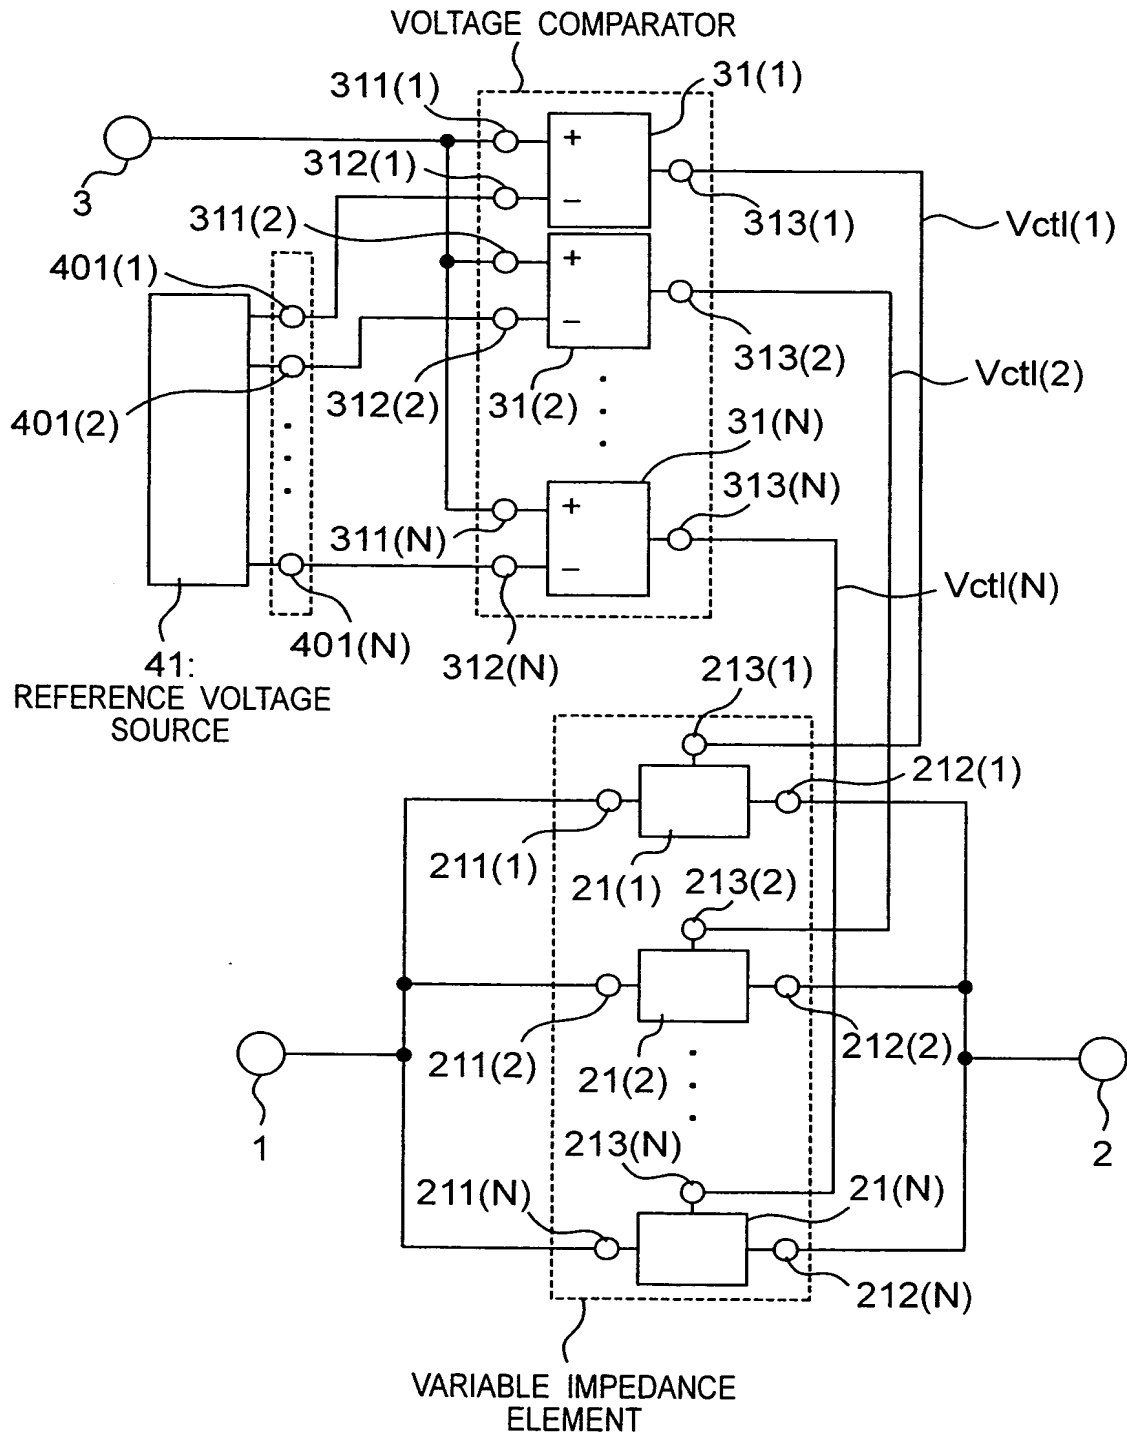 VOLTAGE COMPARATOR
311(1)
31(1)
3
312(1)
+
−
313(1)
Vctl(1)
311(2)
401(1)
+
−
313(2)
Vctl(2)
401(2)
312(2)
31(2)
31(N)
313(N)
+
−
311(N)
Vctl(N)
401(N)
312(N)
41:
REFERENCE VOLTAGE
SOURCE
213(1)
212(1)
211(1)
21(1)
213(2)
211(2)
21(2)
212(2)
1
2
213(N)
211(N)
21(N)
212(N)
VARIABLE IMPEDANCE
ELEMENT